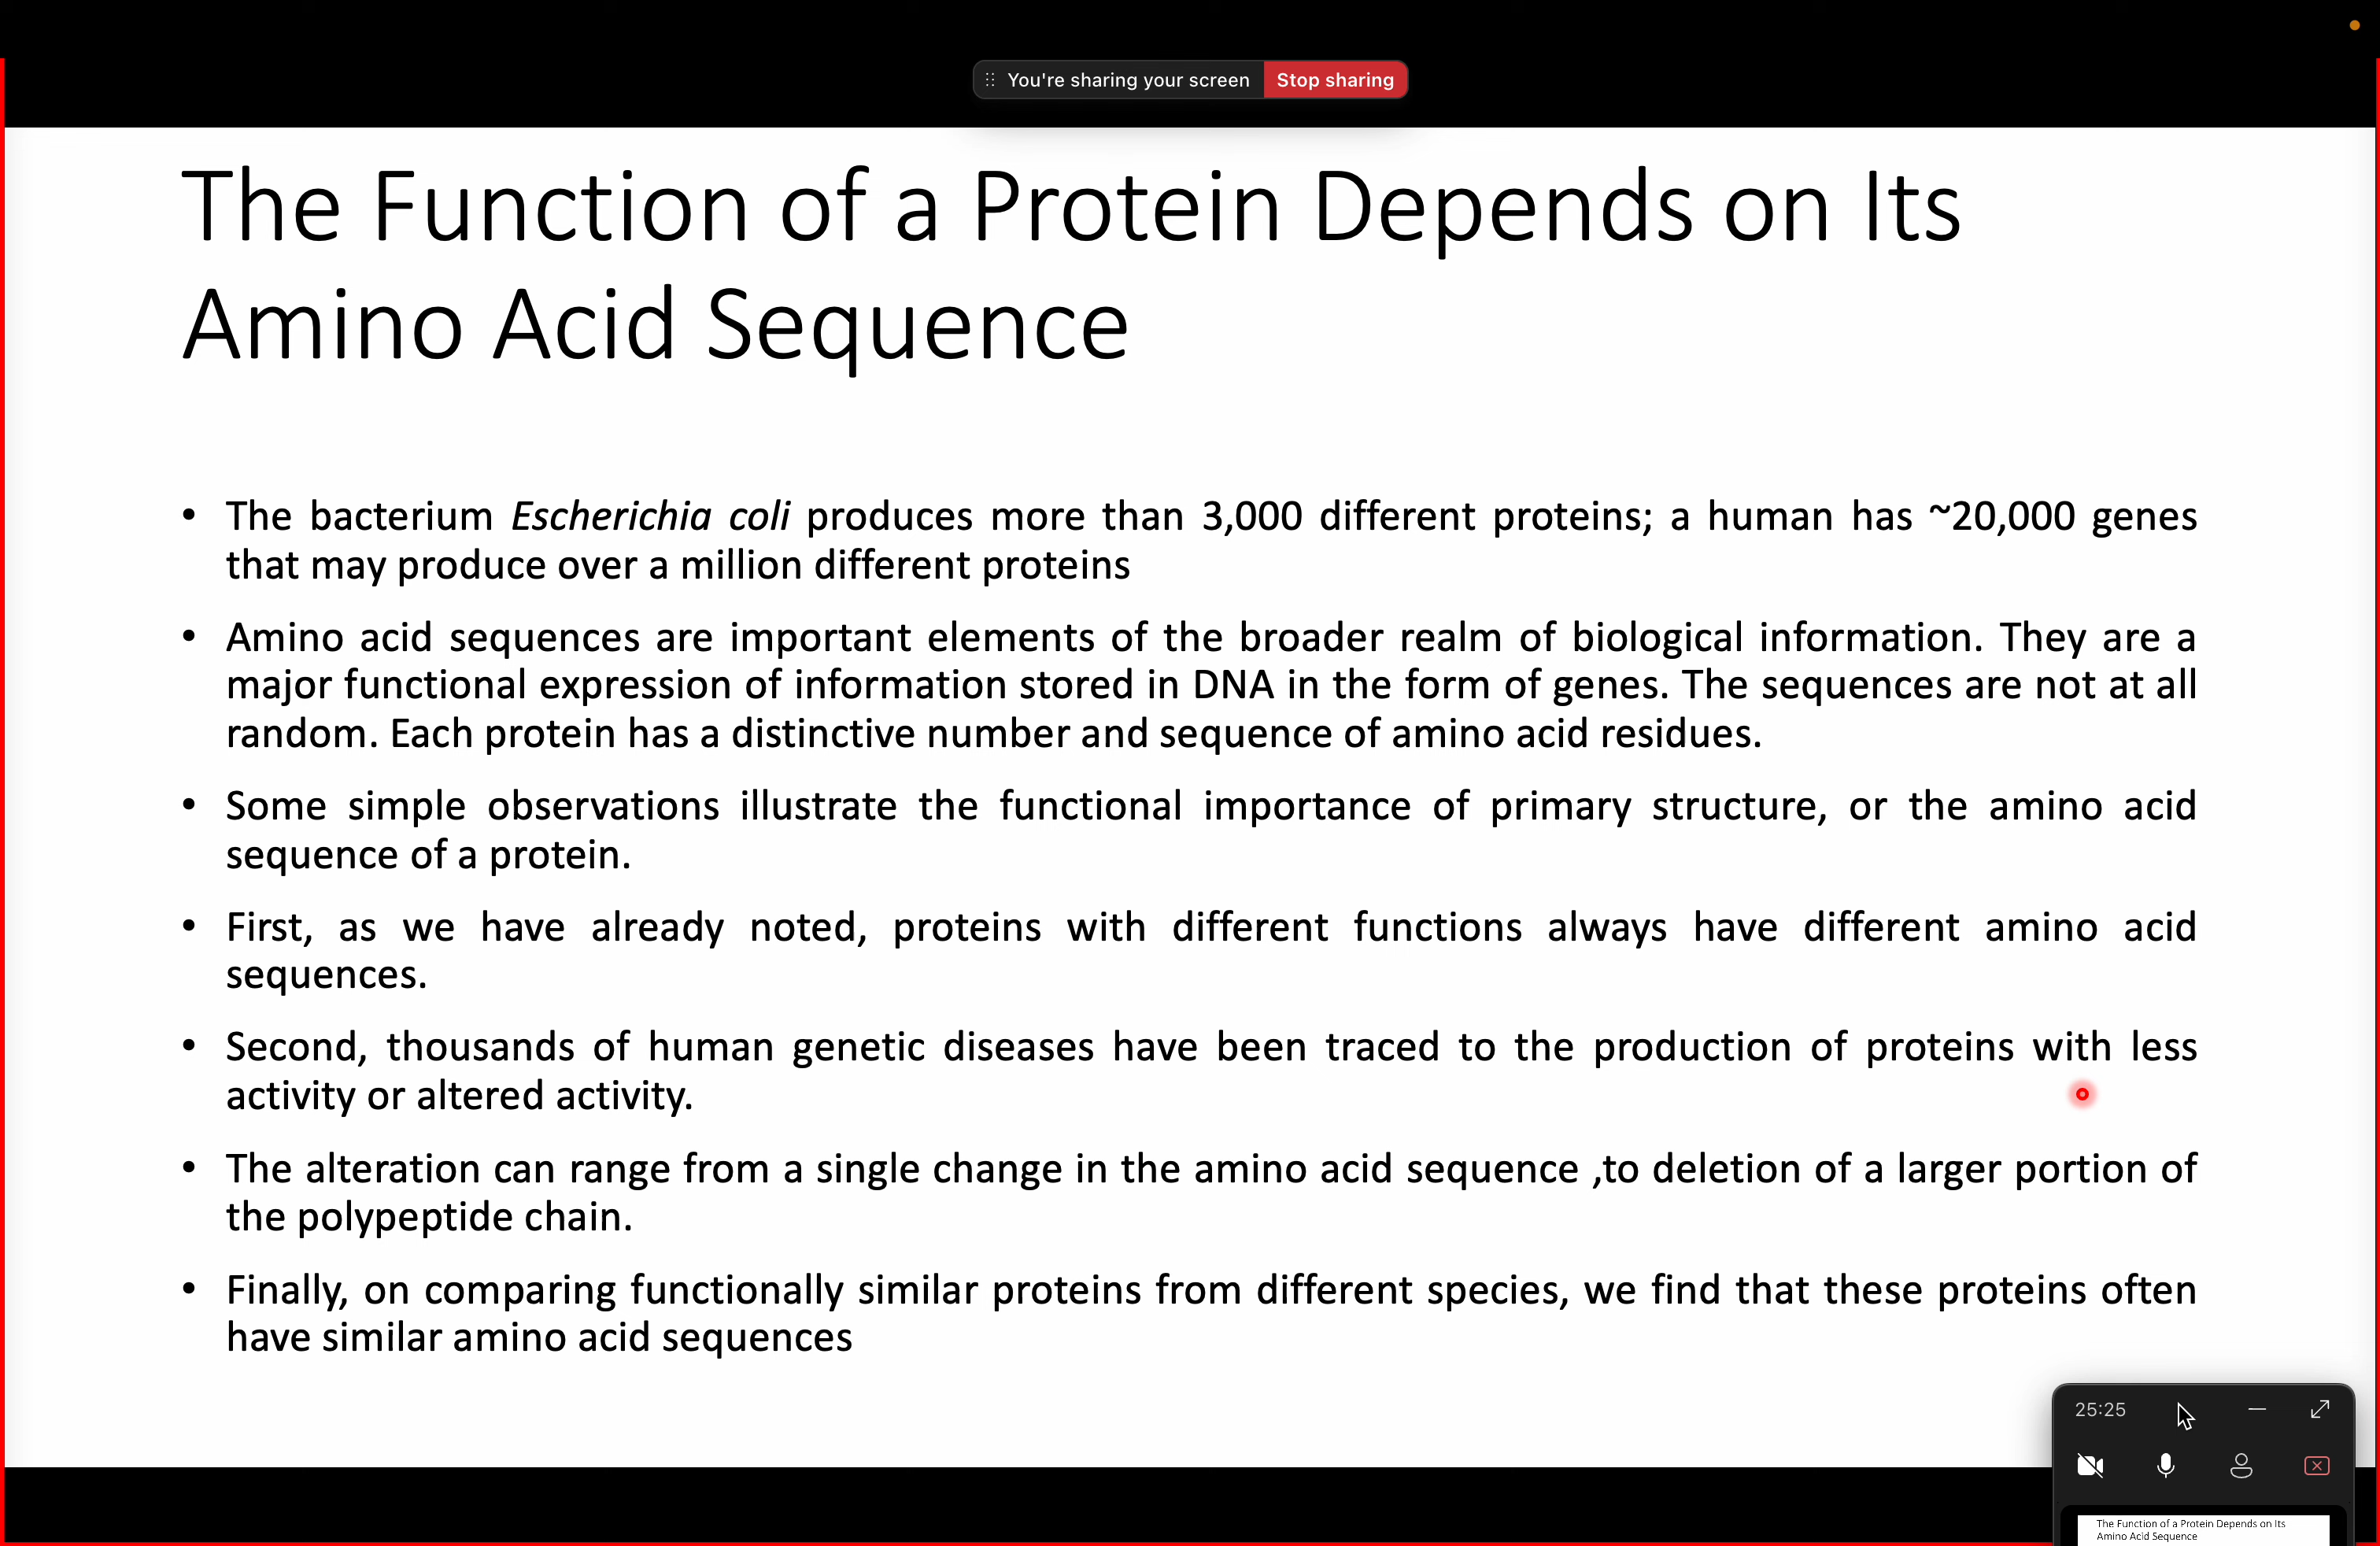 You're sharing your screen Stop sharing
The Function of a Protein Depends on Its
Amino Acid Sequence
• The bacterium Escherichia coli produces more than 3,000 different proteins; a human has ~20,000 genes
that may produce over a million different proteins
• Amino acid sequences are important elements of the broader realm of biological information. They are a
major functional expression of information stored in DNA in the form of genes. The sequences are not at all
random. Each protein has a distinctive number and sequence of amino acid residues.
• Some simple observations illustrate the functional importance of primary structure, or the amino acid
sequence of a protein.
• First, as we have already noted, proteins with different functions always have different amino acid
sequences.
• Second, thousands of human genetic diseases have been traced to the production of proteins with less
activity or altered activity.
• The alteration can range from a single change in the amino acid sequence ,to deletion of a larger portion of
the polypeptide chain.
• Finally, on comparing functionally similar proteins from different species, we find that these proteins often
have similar amino acid sequences
25:25
The Function of a Protein Depends on Its
Amino Acid Sequence